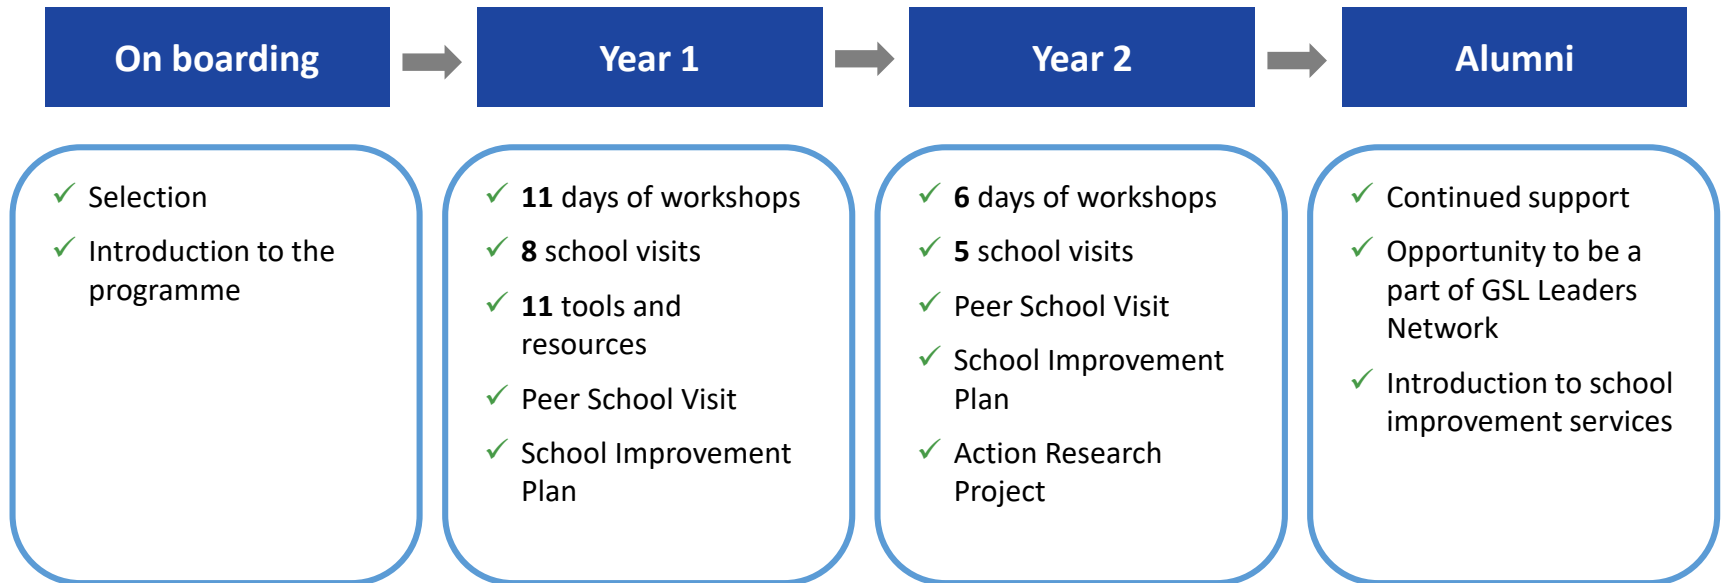 On boarding
Year 1
Year 2
Alumni
Selection
Introduction to the
programme
11 days of workshops
8 school visits
11 tools and
resources
Peer School Visit
School Improvement
Plan
6 days of workshops
5 school visits
Peer School Visit
School Improvement
Plan
Action Research
Project
Continued support
Opportunity to be a
part of GSL Leaders
Network
Introduction to school
improvement services